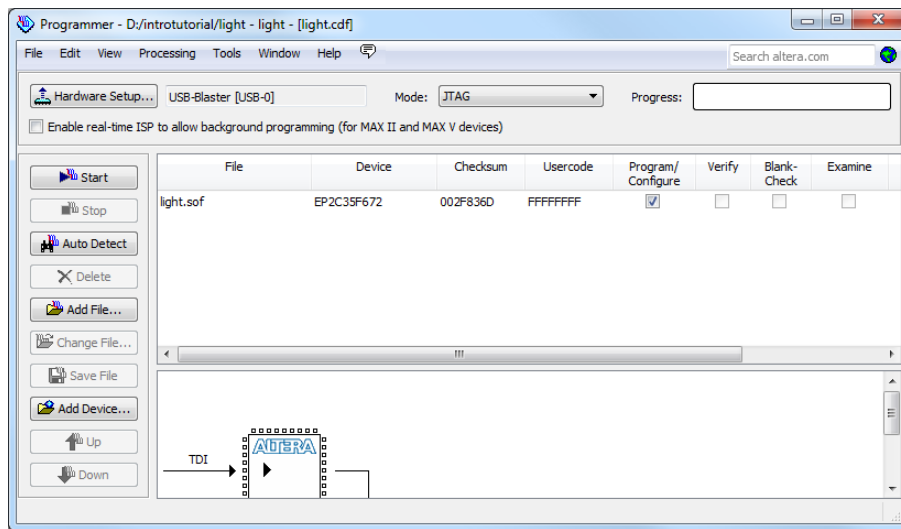 Programmer - D:/introtutorial/light - light - [light.cdf]
File Edit View Processing Tools Window Help Search altera.com
Hardware Setup... USB-Blaster [USB-0] Mode: JTAG Progress:
Enable real-time ISP to allow background programming (for MAX II and MAX V devices)
Start
Stop
Auto Detect
Delete
Add File...
Change File...
Save File
Add Device...
Up
Down
File Device Checksum Usercode Program/ Verify Blank- Examine
Configure Check
light.sof EP2C35F672 002F836D FFFFFFFF
ALTERA
TDI